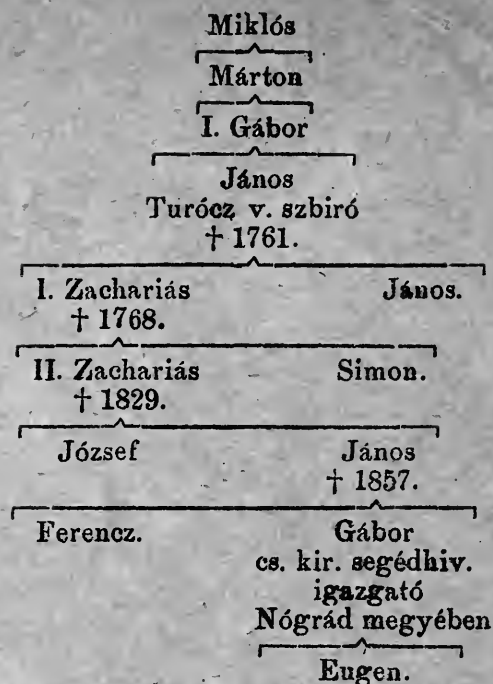 Miklós
Márton
I. Gábor
János
Turócz v. szbiró
† 1761.
I. Zachariás János.
† 1768.
II. Zachariás Simon.
† 1829.
József János
† 1857.
Ferencz. Gábor
cs. kir. segédhiv.
igazgató
Nógrád megyében
Eugen.